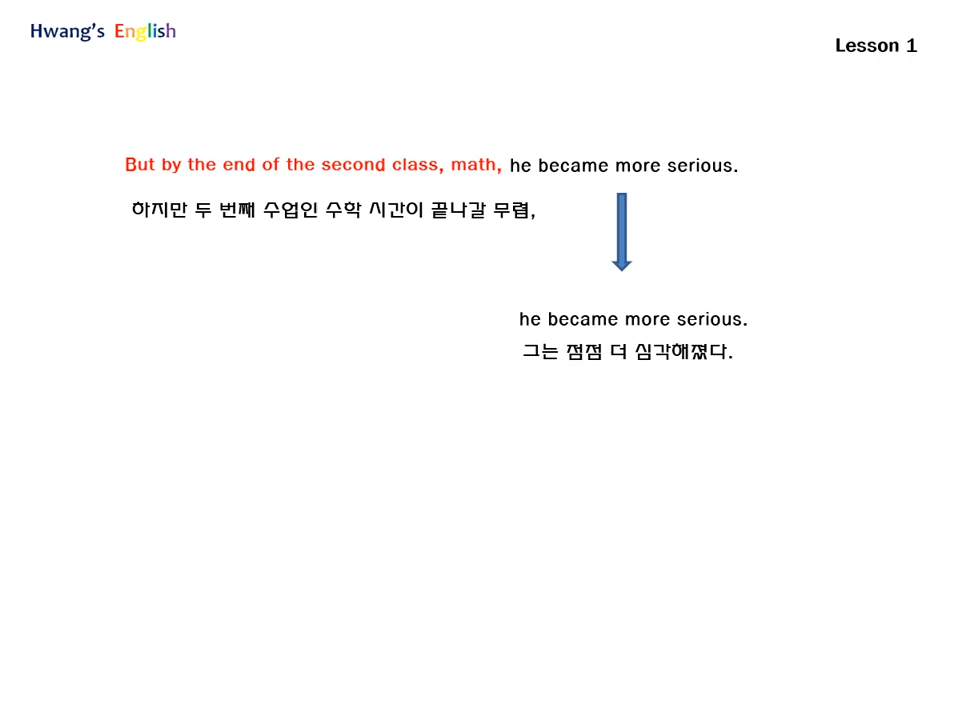 Hwang's English
Lesson 1
But by the end of the second class, math, he became more serious.
하지만 두 번째 수업인 수학 시간이 끝나갈 무렵,
he became more serious.
그는 점점 더 심각해졌다.